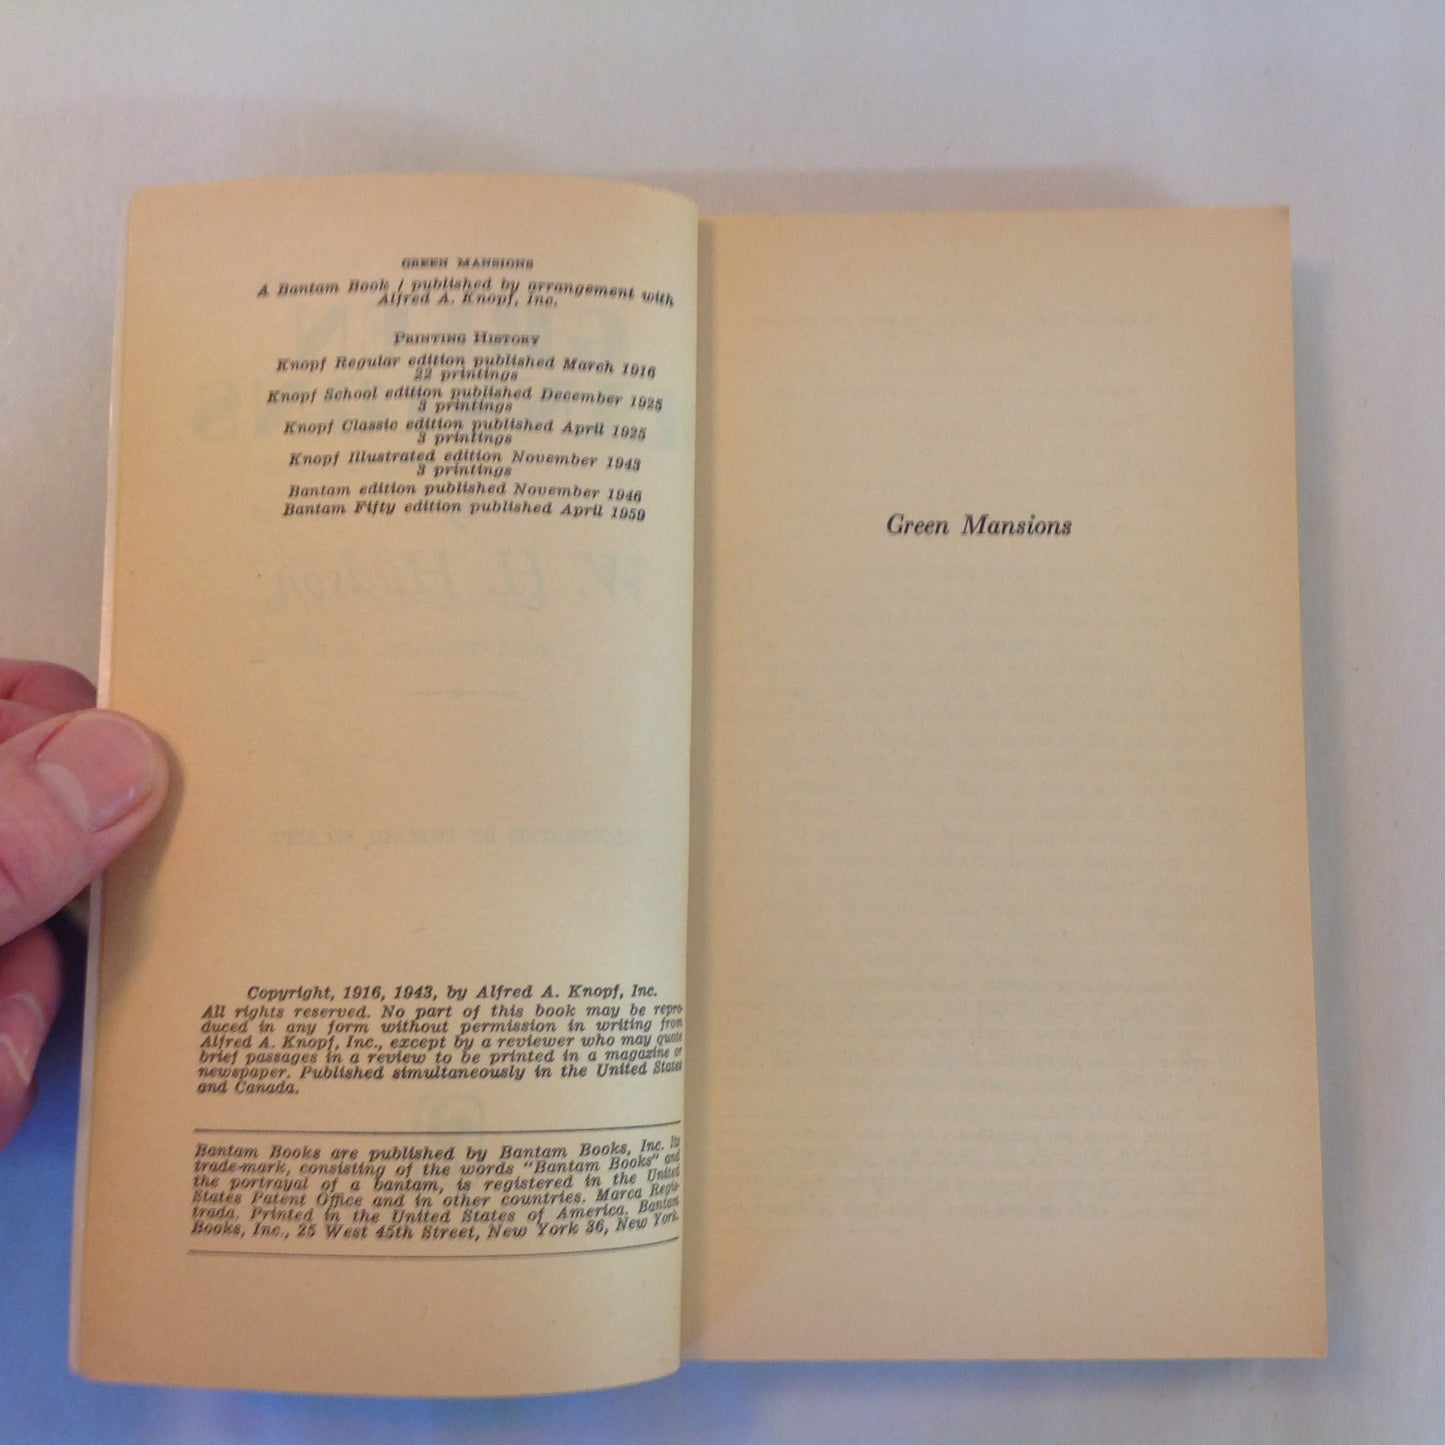 GREEN MANSIONS
A Bantam Book / published by arrangement with
Alfred A. Knopf, Inc.
PRINTING HISTORY
Knopf Regular edition published March 1916
22 printings
Knopf School edition published December 1925
3 printings
Knopf Classic edition published April 1925
3 printings
Knopf Illustrated edition November 1943
3 printings
Bantam edition published November 1946
Bantam Fifty edition published April 1959
Copyright, 1916, 1943, by Alfred A. Knopf, Inc.
All rights reserved. No part of this book may be repro-
duced in any form without permission in writing from
Alfred A. Knopf, Inc., except by a reviewer who may quote
brief passages in a review to be printed in a magazine or
newspaper. Published simultaneously in the United States
and Canada.
Bantam Books are published by Bantam Books, Inc. Its
trade-mark, consisting of the words "Bantam Books" and
the portrayal of a bantam, is registered in the United
States Patent Office and in other countries. Marca Regis-
trada. Printed in the United States of America. Bantam
Books, Inc., 25 West 45th Street, New York 36, New York.
Green Mansions